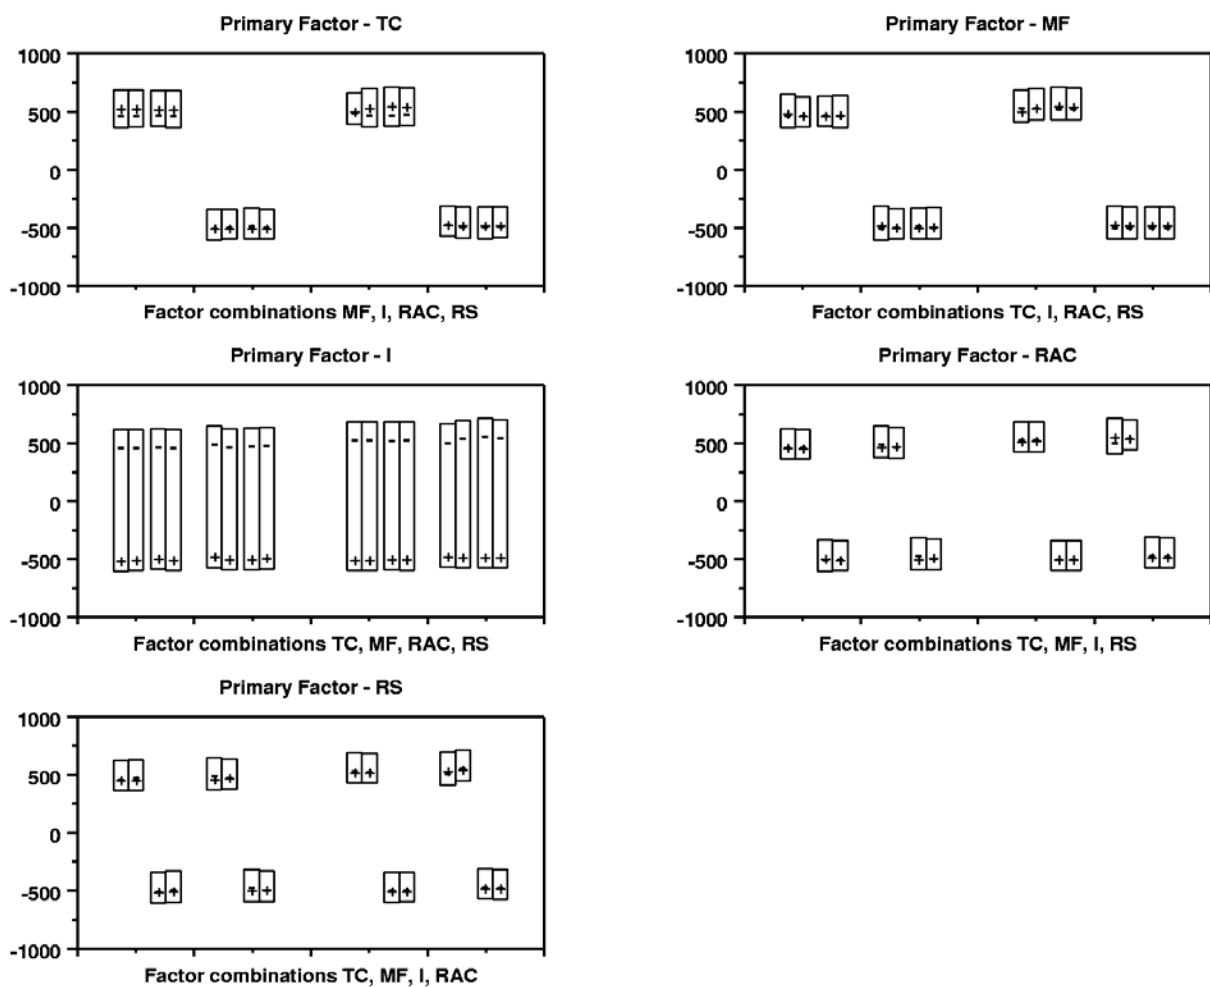 Primary Factor - TC
1000
500
0
-500
-1000
Factor combinations MF, I, RAC, RS
Primary Factor - MF
1000
500
0
-500
-1000
Factor combinations TC, I, RAC, RS
Primary Factor - I
1000
500
0
-500
-1000
Factor combinations TC, MF, RAC, RS
Primary Factor - RAC
1000
500
0
-500
-1000
Factor combinations TC, MF, I, RS
Primary Factor - RS
1000
500
0
-500
-1000
Factor combinations TC, MF, I, RAC